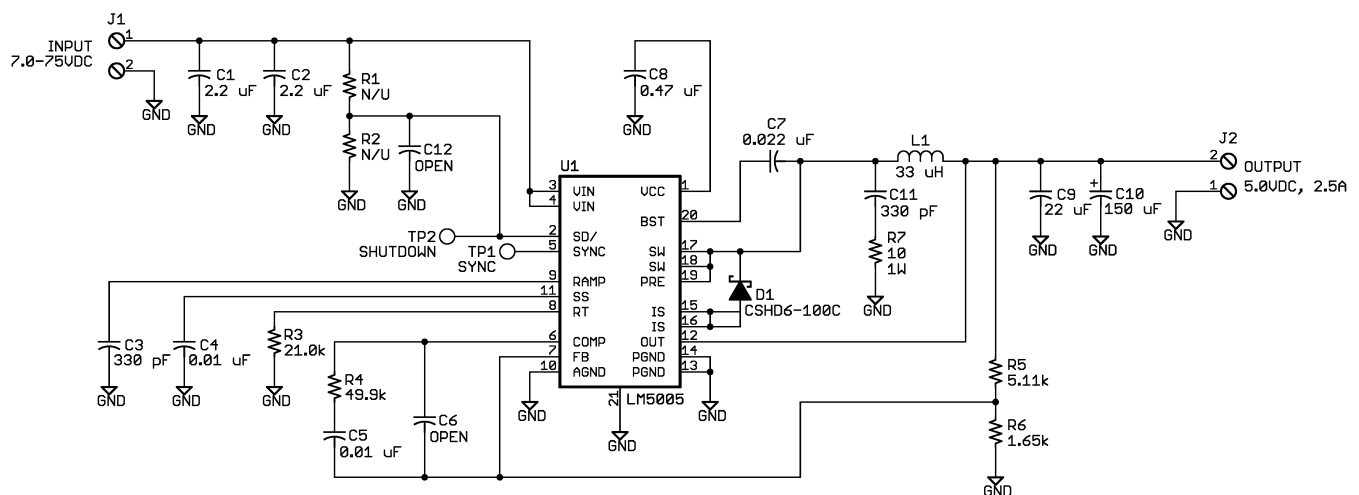 J1
INPUT
7.0-75VDC
1
2
GND
C1
2.2 uF
GND
C2
2.2 uF
GND
R1
N/U
R2
N/U
GND
C12
OPEN
GND
C8
0.47 uF
GND
U1
3 VIN VCC 1
4 VIN
BST 20
2 SD/
5 SYNC SW 17
SW 18
9 RAMP PRE 19
11 SS
8 RT IS 15
IS 16
6 COMP OUT 12
7 FB PGND 14
10 AGND PGND 13
21
LM5005
GND
GND
GND
TP2
SHUTDOWN
TP1
SYNC
C3
330 pF
GND
C4
0.01 uF
GND
R3
21.0k
GND
R4
49.9k
C5
0.01 uF
C6
OPEN
C7
0.022 uF
D1
CSHD6-100C
L1
33 uH
C11
330 pF
R7
10
1W
GND
C9
22 uF
GND
+
C10
150 uF
GND
J2
2
1
OUTPUT
5.0VDC, 2.5A
GND
R5
5.11k
R6
1.65k
GND